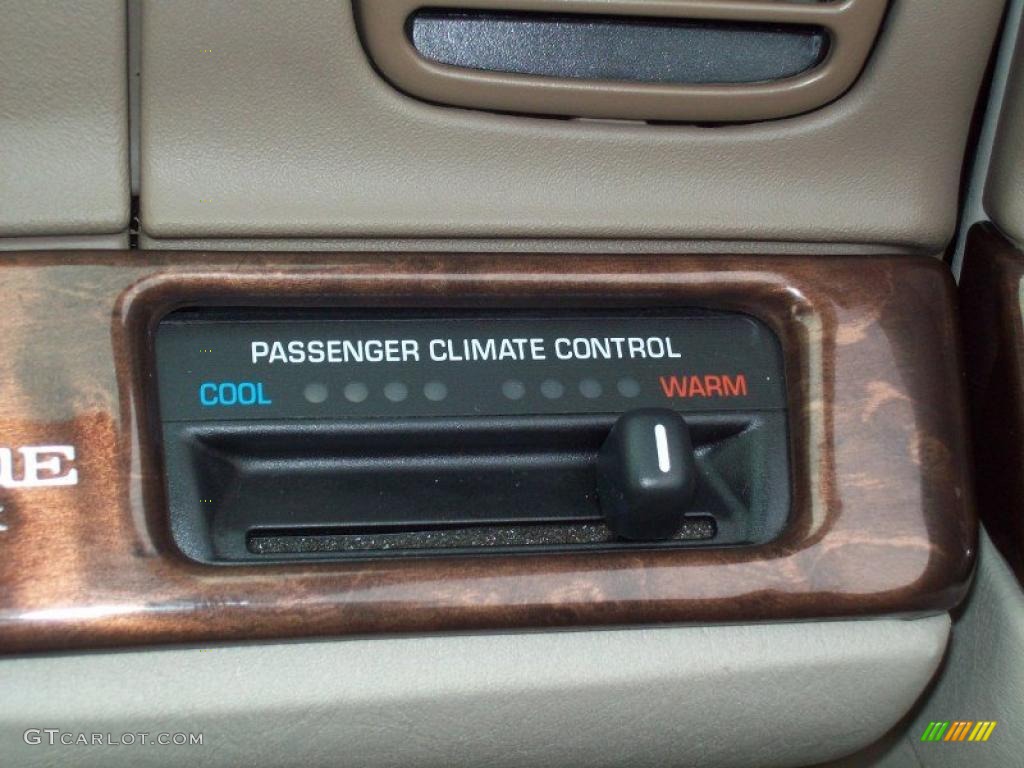 PASSENGER CLIMATE CONTROL
COOL
WARM
GTCARLOT.COM